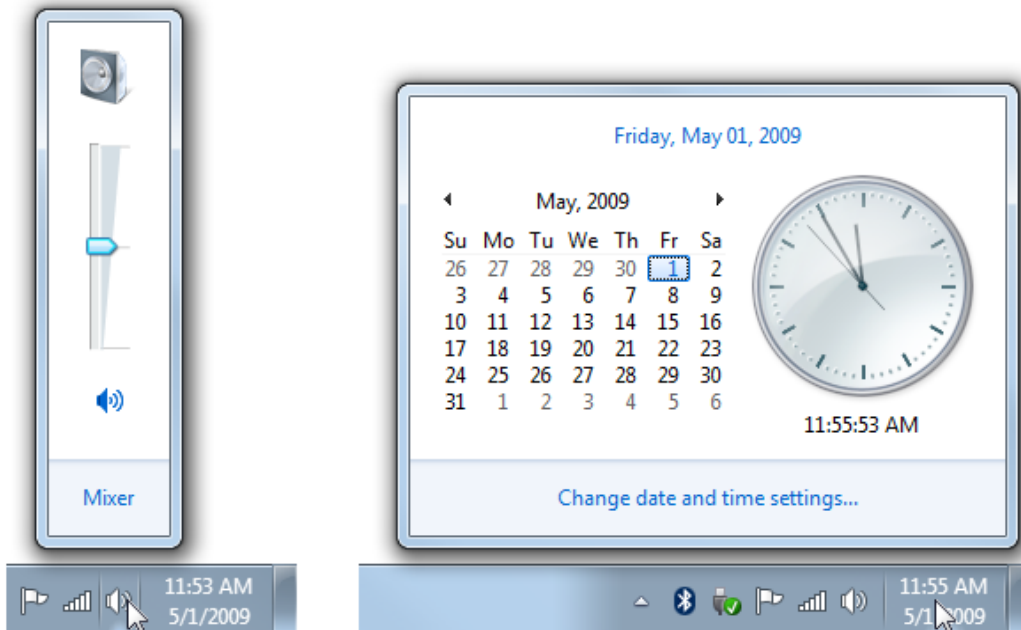 Mixer
11:53 AM
5/1/2009
Friday, May 01, 2009
May, 2009
Su Mo Tu We Th Fr Sa
26 27 28 29 30 1 2
3 4 5 6 7 8 9
10 11 12 13 14 15 16
17 18 19 20 21 22 23
24 25 26 27 28 29 30
31 1 2 3 4 5 6
11:55:53 AM
Change date and time settings...
11:55 AM